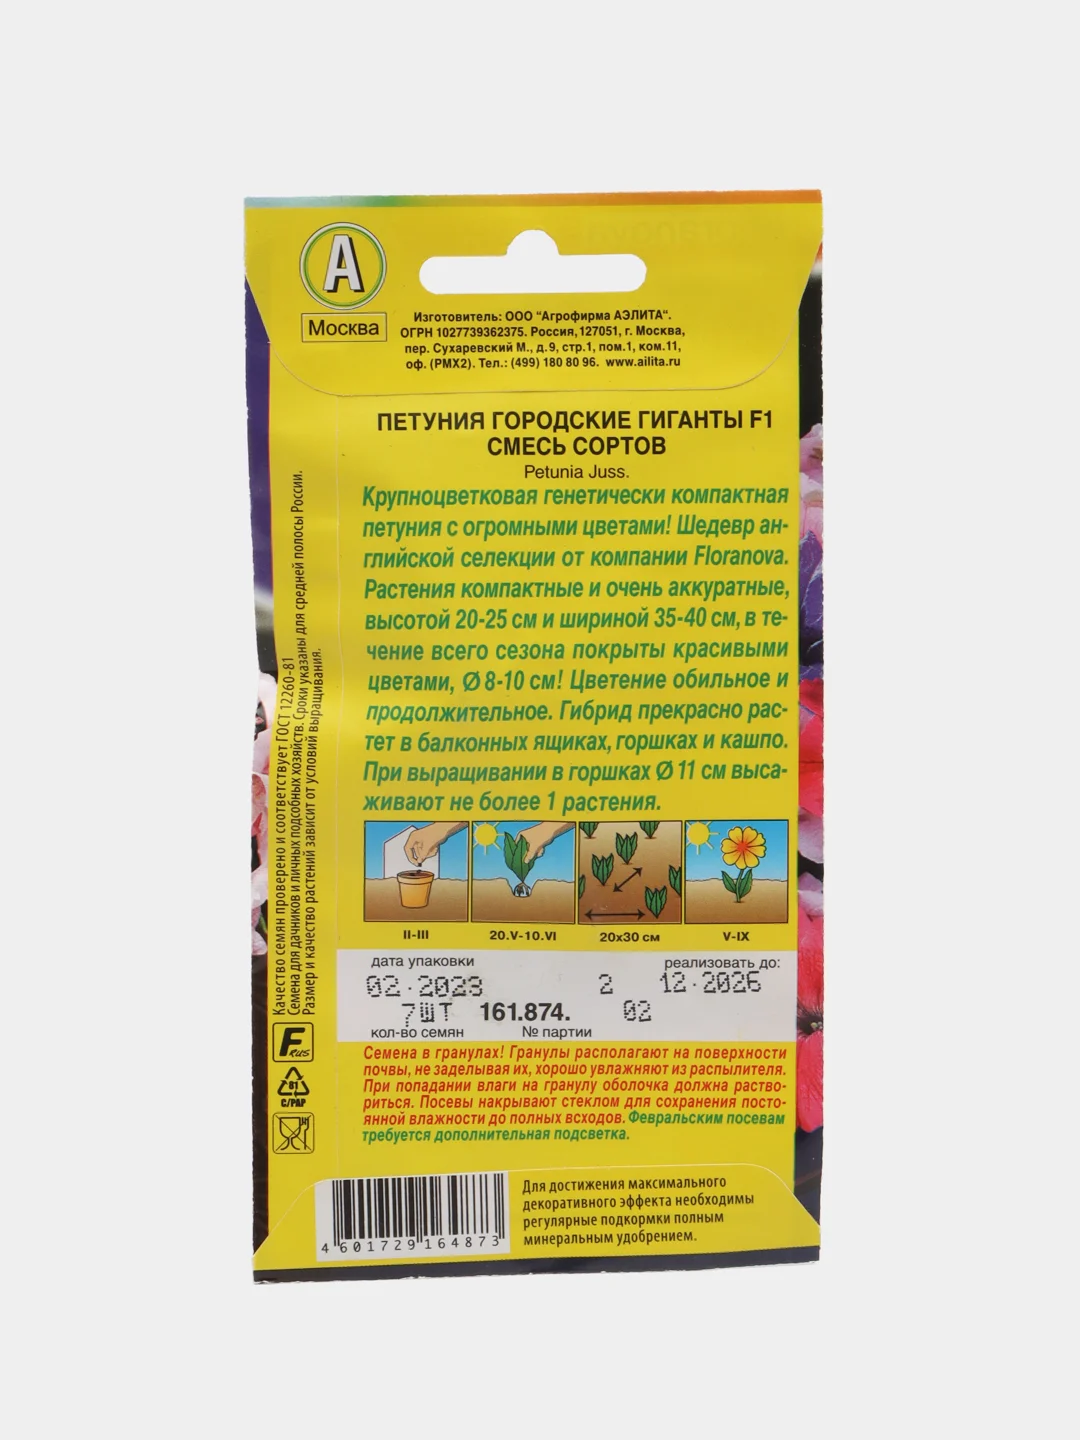 А
Москва
Изготовитель: ООО "Агрофирма АЭЛИТА".
ОГРН 1027739362375. Россия, 127051, г. Москва,
пер. Сухаревский М., д. 9, стр.1, пом.1, ком.11,
оф. (РМХ2). Тел.: (499) 180 80 96. www.ailita.ru
ПЕТУНИЯ ГОРОДСКИЕ ГИГАНТЫ F1
СМЕСЬ СОРТОВ
Petunia Juss.
Крупноцветковая генетически компактная
петуния с огромными цветами! Шедевр ан-
глийской селекции от компании Floranova.
Растения компактные и очень аккуратные,
высотой 20-25 см и шириной 35-40 см, в те-
чение всего сезона покрыты красивыми
цветами, Ø 8-10 см! Цветение обильное и
продолжительное. Гибрид прекрасно рас-
тет в балконных ящиках, горшках и кашпо.
При выращивании в горшках Ø 11 см выса-
живают не более 1 растения.
II-III
20.V-10.VI
20х30 см
V-IX
дата упаковки
реализовать до:
02.2023
2
12.2026
7ШТ
161.874.
02
кол-во семян
№ партии
Семена в гранулах! Гранулы располагают на поверхности
почвы, не заделывая их, хорошо увлажняют из распылителя.
При попадании влаги на гранулу оболочка должна раство-
риться. Посевы накрывают стеклом для сохранения посто-
янной влажности до полных всходов. Февральским посевам
требуется дополнительная подсветка.
Качество семян проверено и соответствует ГОСТ 12260-81
Семена для дачников и личных подсобных хозяйств. Сроки указаны для средней полосы России.
Размер и качество растений зависит от условий выращивания.
F RUS
81
C/PAP
4 601729 164873
Для достижения максимального
декоративного эффекта необходимы
регулярные подкормки полным
минеральным удобрением.